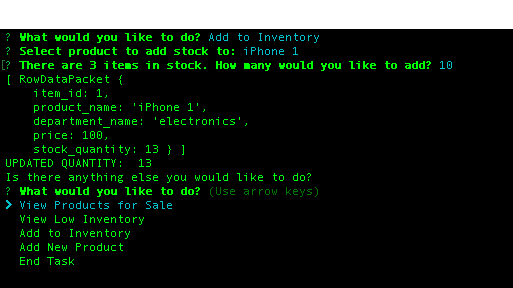 ? What would you like to do? Add to Inventory
? Select product to add stock to: iPhone 1
[? There are 3 items in stock. How many would you like to add? 10
[ RowDataPacket {
    item_id: 1,
    product_name: 'iPhone 1',
    department_name: 'electronics',
    price: 100,
    stock_quantity: 13 } ]
UPDATED QUANTITY:  13
Is there anything else you would like to do?
? What would you like to do? (Use arrow keys)
❯ View Products for Sale
  View Low Inventory
  Add to Inventory
  Add New Product
  End Task